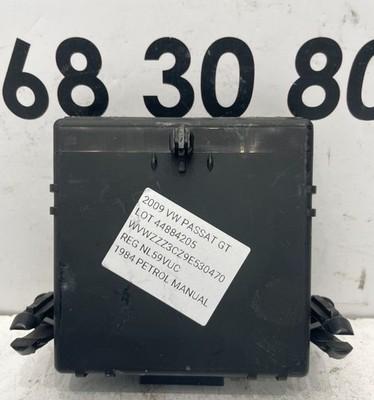 68 30 80
2009 VW PASSAT GT
LOT 44884205
WVWZZZ3CZ9E530470
REG NL59VUC
1984 PETROL MANUAL